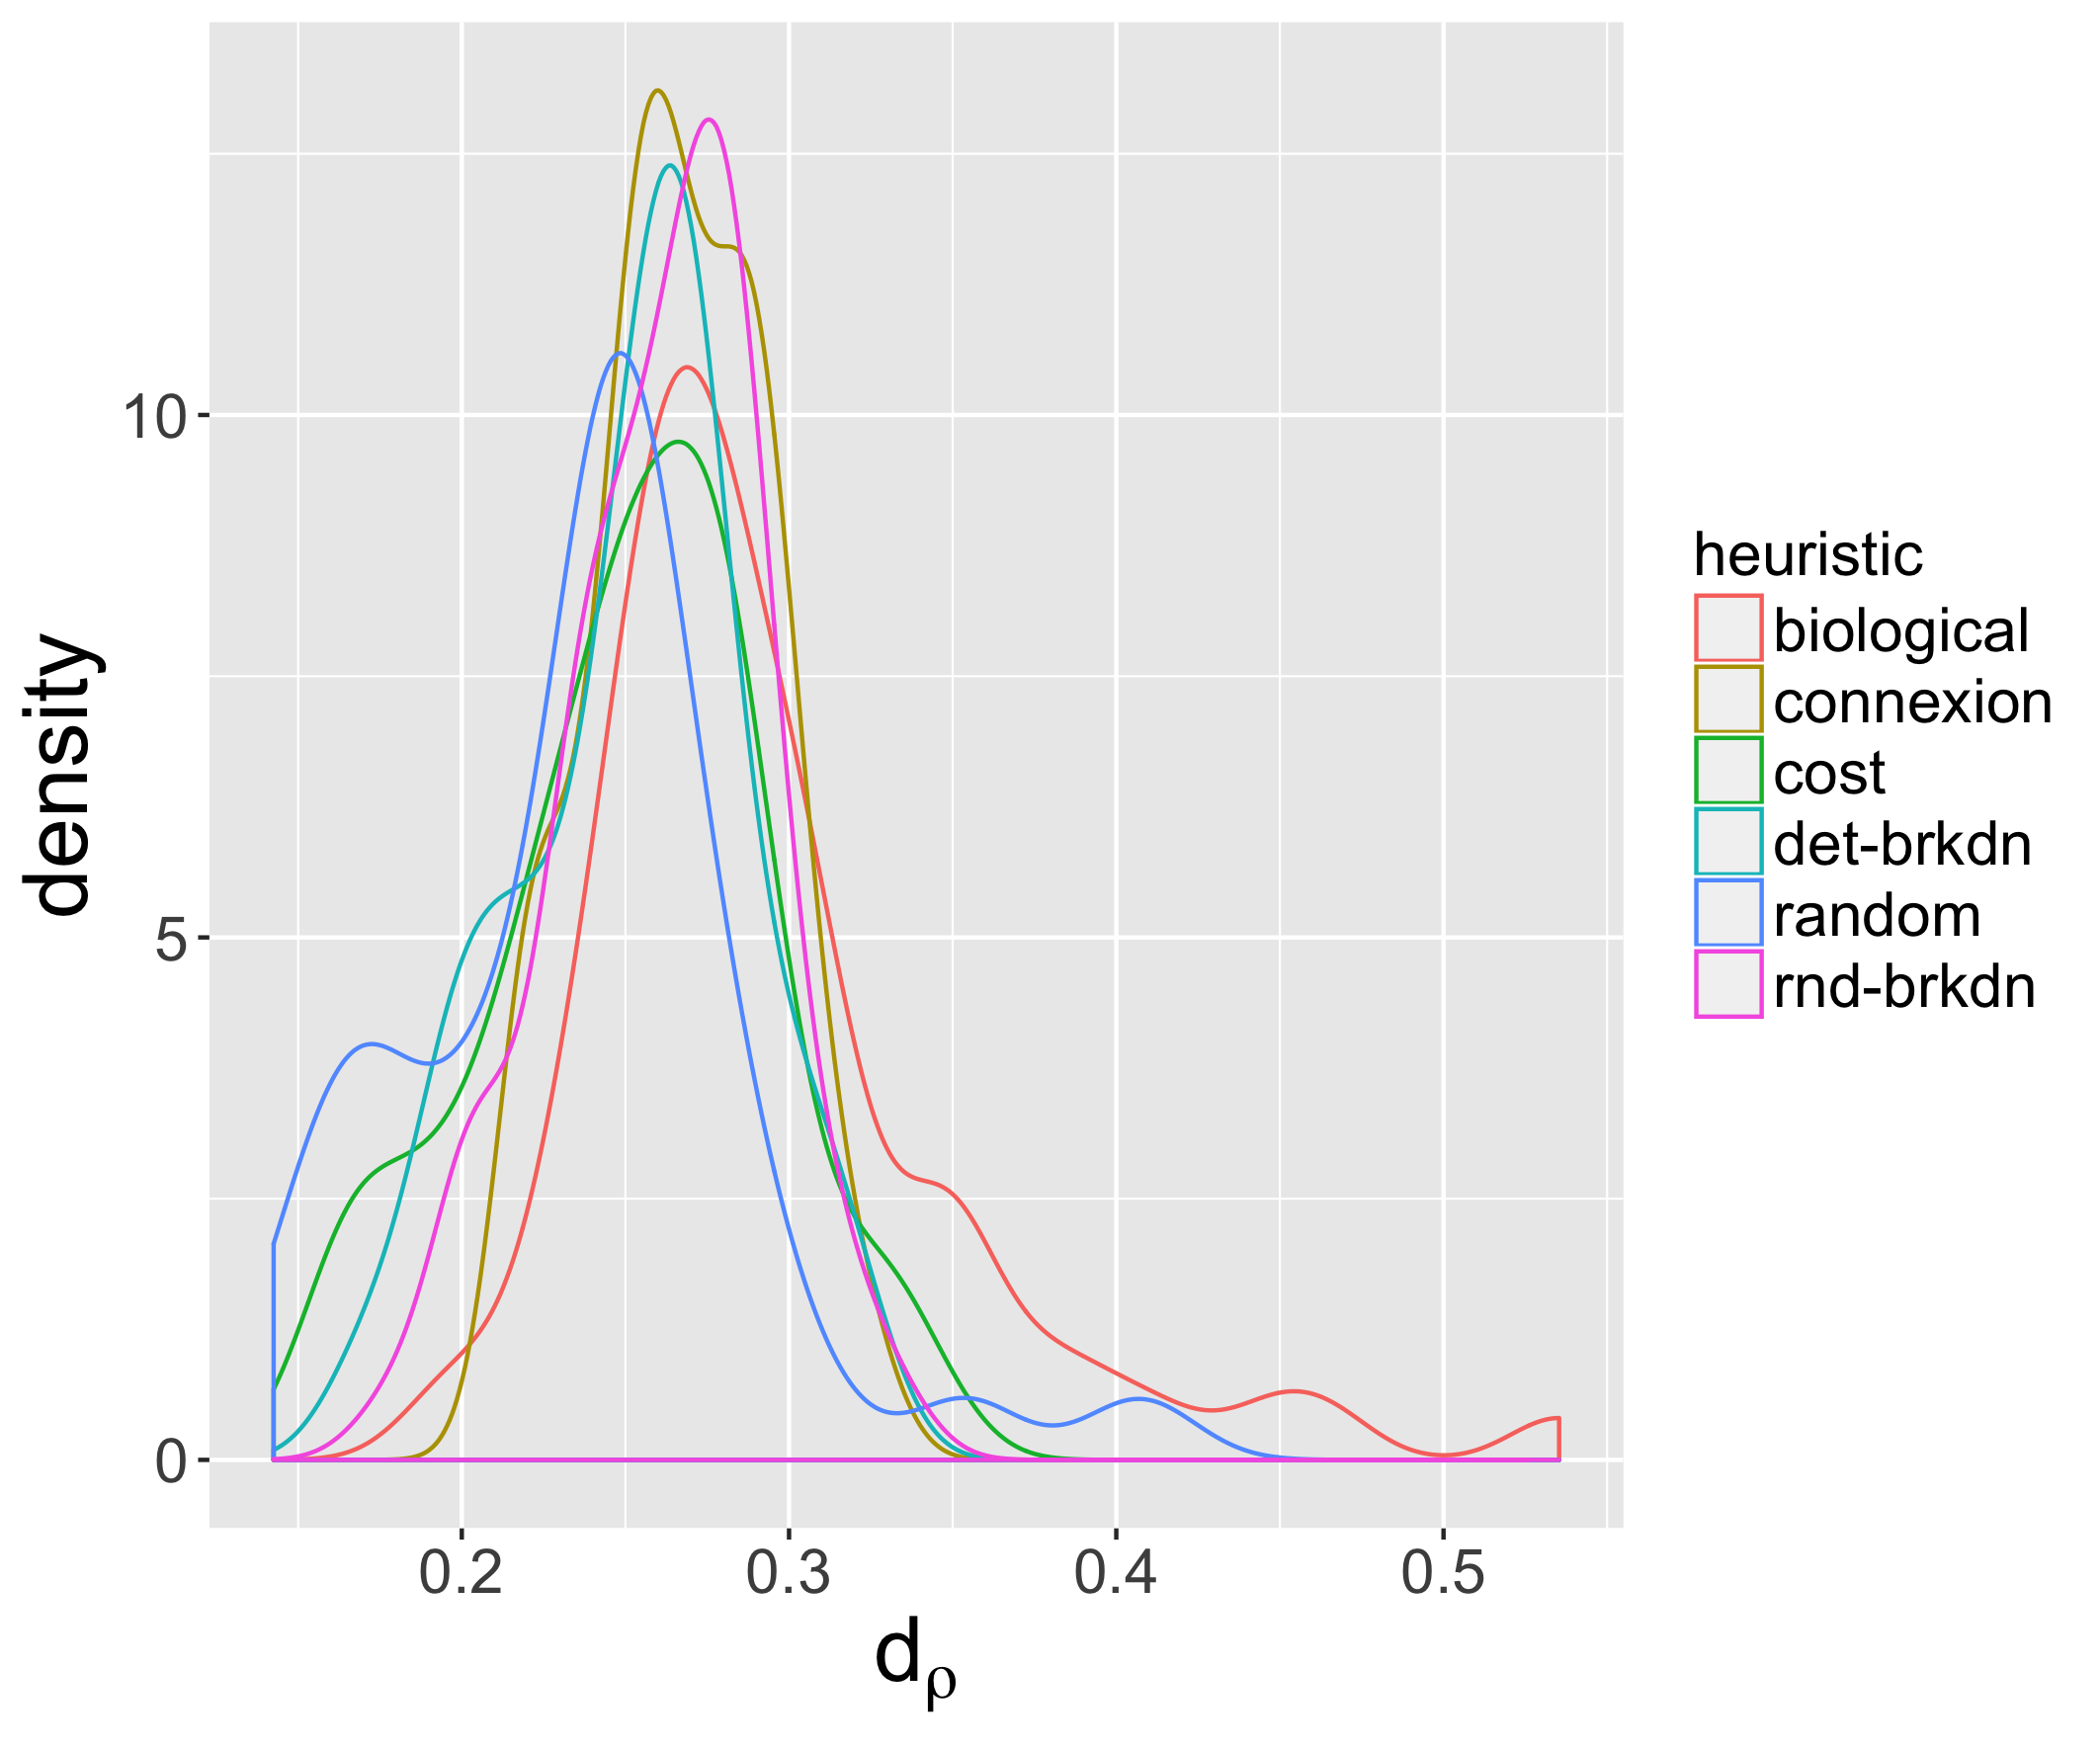 density
10
5
0
0.2 0.3 0.4 0.5
dρ
heuristic
biological
connexion
cost
det-brkdn
random
rnd-brkdn